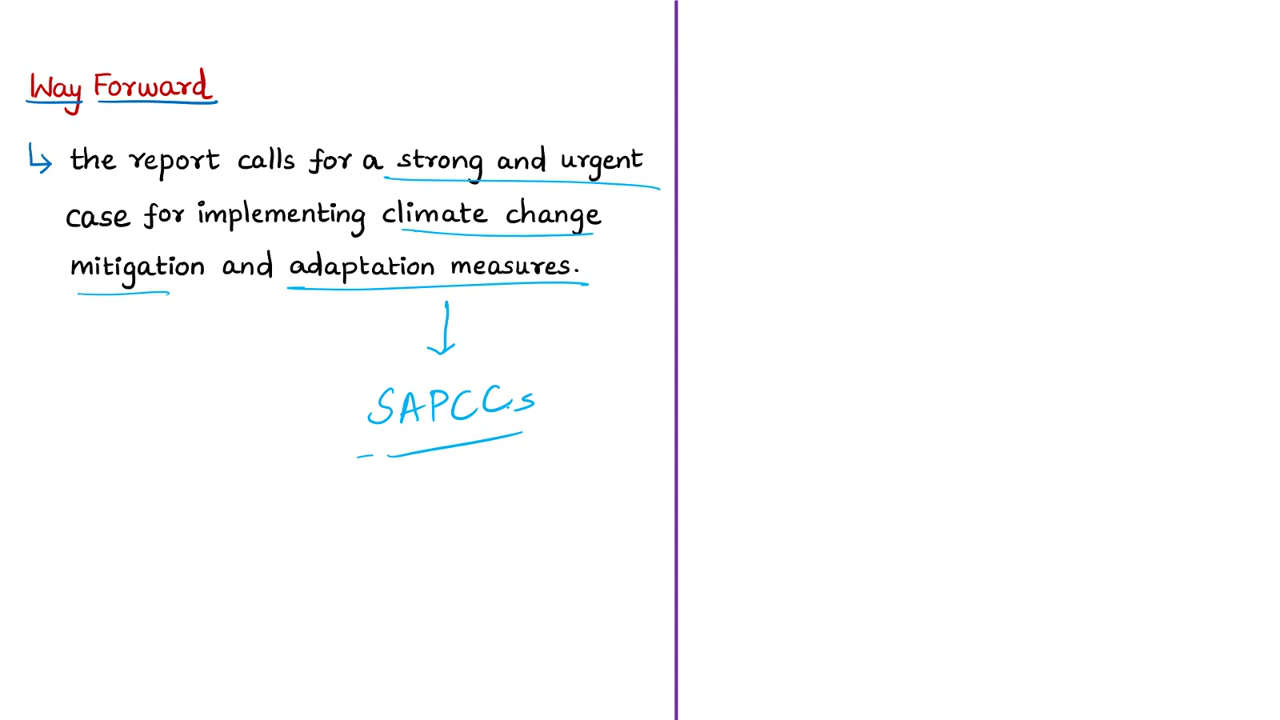 Way Forward
↳ the report calls for a strong and urgent
case for implementing climate change
mitigation and adaptation measures.
SAPCCs